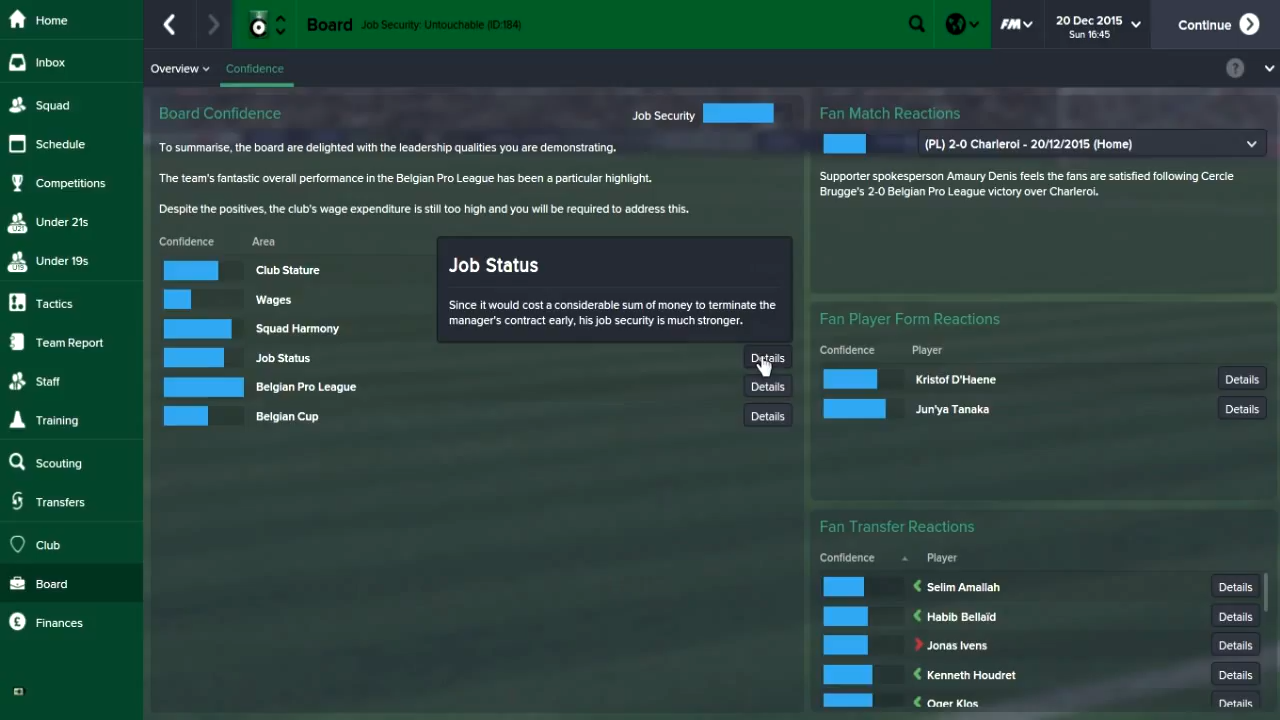 Home
Board
Job Security: Untouchable (ID:184)
FM
20 Dec 2015
Sun 16:45
Continue
Inbox
Squad
Schedule
Competitions
U21
Under 21s
U19
Under 19s
Tactics
Team Report
Staff
Training
Scouting
Transfers
Club
Board
£
Finances
Overview
Confidence
?
Board Confidence
Job Security
To summarise, the board are delighted with the leadership qualities you are demonstrating.
The team's fantastic overall performance in the Belgian Pro League has been a particular highlight.
Despite the positives, the club's wage expenditure is still too high and you will be required to address this.
Confidence Area
Club Stature
Wages
Squad Harmony
Job Status Details
Belgian Pro League Details
Belgian Cup Details
Job Status
Since it would cost a considerable sum of money to terminate the
manager's contract early, his job security is much stronger.
Fan Match Reactions
(PL) 2-0 Charleroi - 20/12/2015 (Home)
Supporter spokesperson Amaury Denis feels the fans are satisfied following Cercle
Brugge's 2-0 Belgian Pro League victory over Charleroi.
Fan Player Form Reactions
Confidence Player
Kristof D'Haene Details
Jun'ya Tanaka Details
Fan Transfer Reactions
Confidence Player
Selim Amallah Details
Habib Bellaïd Details
Jonas Ivens Details
Kenneth Houdret Details
Oger Klos Details